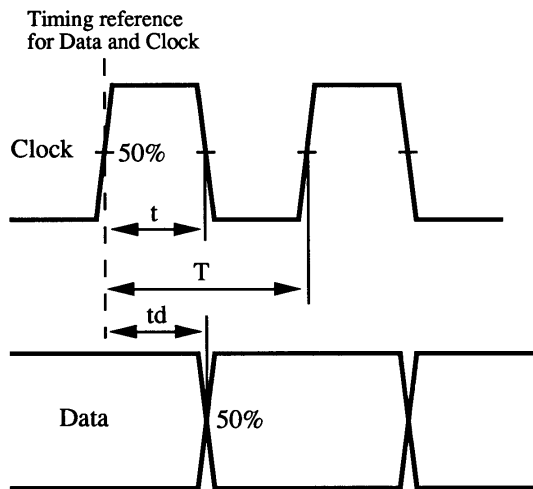 Timing reference
for Data and Clock
Clock
50%
t
T
td
Data
50%